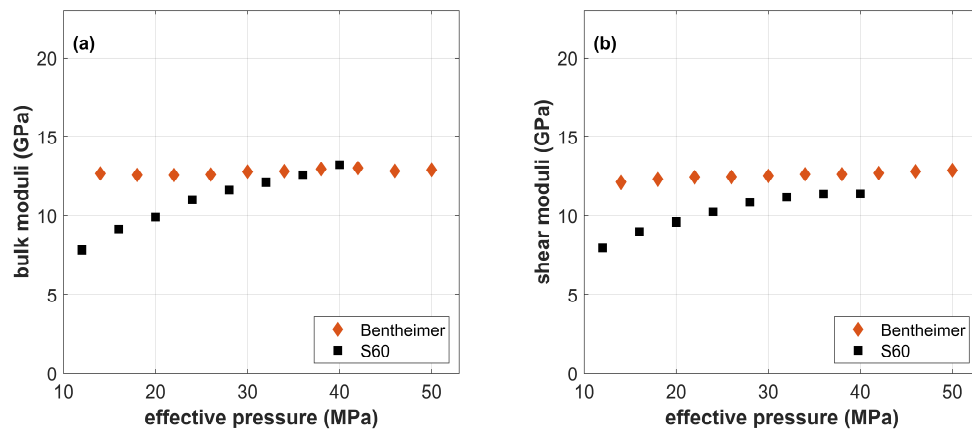 (a)
bulk moduli (GPa)
20
15
10
5
0
10 20 30 40 50
effective pressure (MPa)
Bentheimer
S60
(b)
shear moduli (GPa)
20
15
10
5
0
10 20 30 40 50
effective pressure (MPa)
Bentheimer
S60